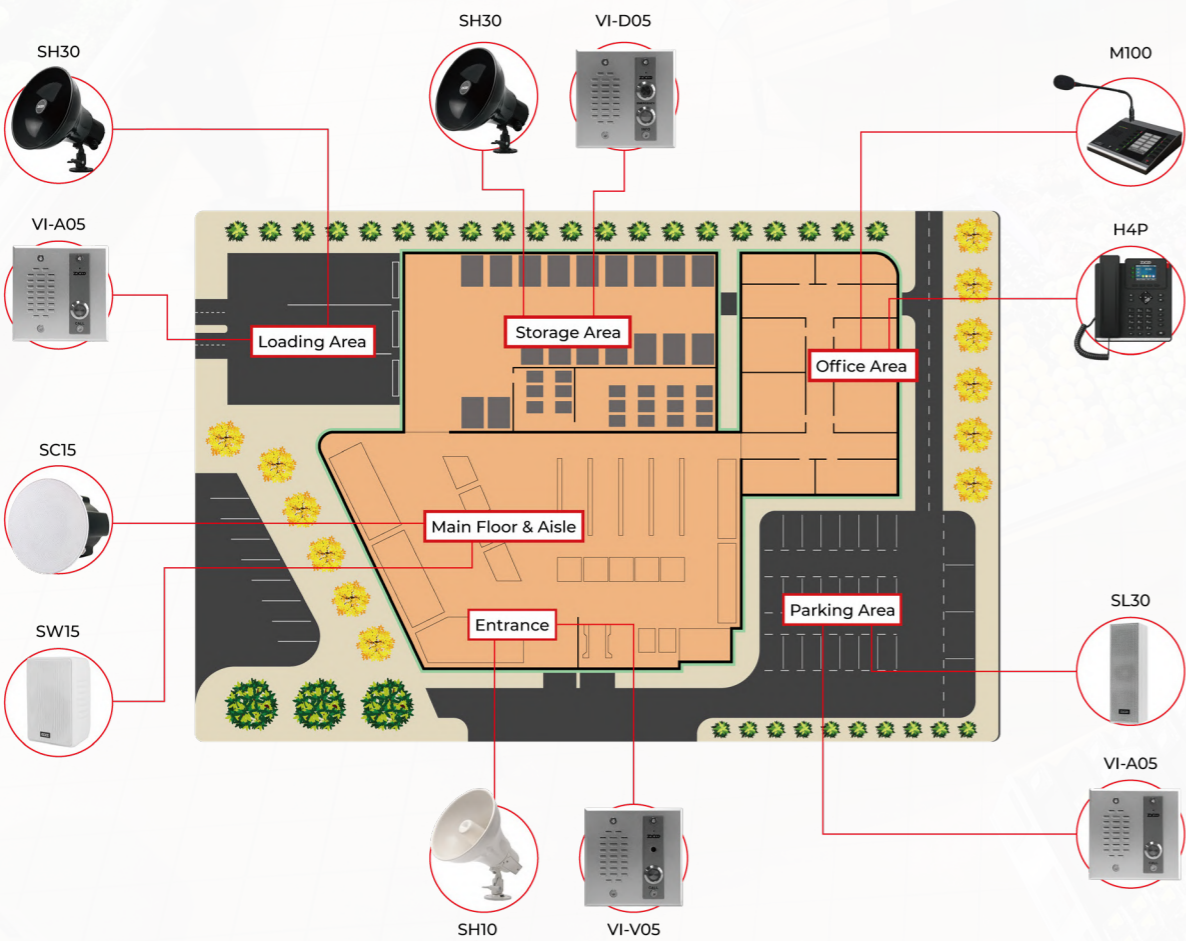 SH30
VI-D05
SH30
M100
VI-A05
H4P
Storage Area
Loading Area
Office Area
SC15
Main Floor & Aisle
Parking Area
SL30
Entrance
SW15
VI-A05
SH10
VI-V05